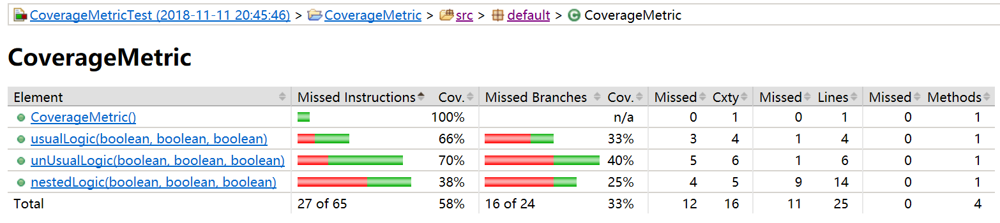 CoverageMetricTest (2018-11-11 20:45:46) > CoverageMetric > src > default > CoverageMetric
CoverageMetric
Element Missed Instructions Cov. Missed Branches Cov. Missed Cxty Missed Lines Missed Methods
CoverageMetric() 100% n/a 0 1 0 1 0 1
usualLogic(boolean, boolean, boolean) 66% 33% 3 4 1 4 0 1
unUsualLogic(boolean, boolean, boolean) 70% 40% 5 6 1 6 0 1
nestedLogic(boolean, boolean, boolean) 38% 25% 4 5 9 14 0 1
Total 27 of 65 58% 16 of 24 33% 12 16 11 25 0 4